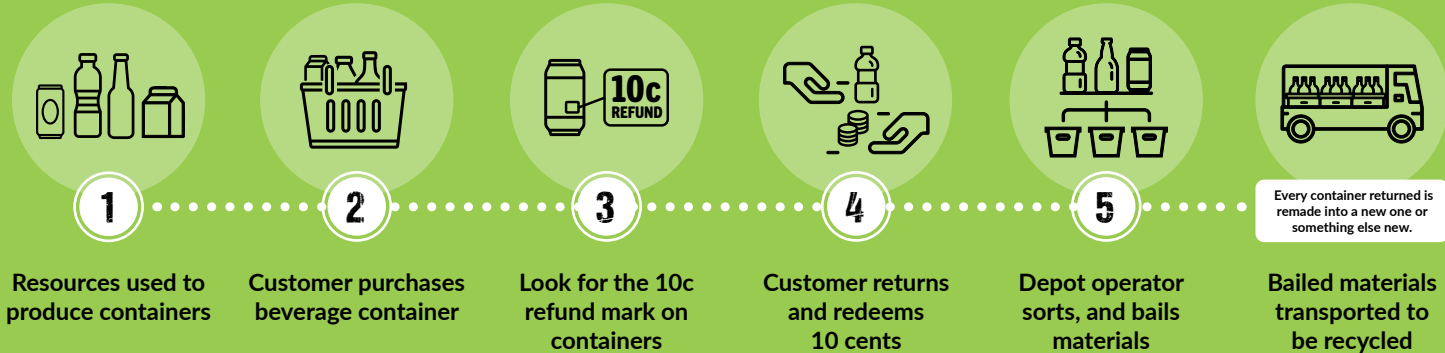 10c
REFUND
1
2
3
4
5
Every container returned is
remade into a new one or
something else new.
Resources used to
produce containers
Customer purchases
beverage container
Look for the 10c
refund mark on
containers
Customer returns
and redeems
10 cents
Depot operator
sorts, and bails
materials
Bailed materials
transported to
be recycled